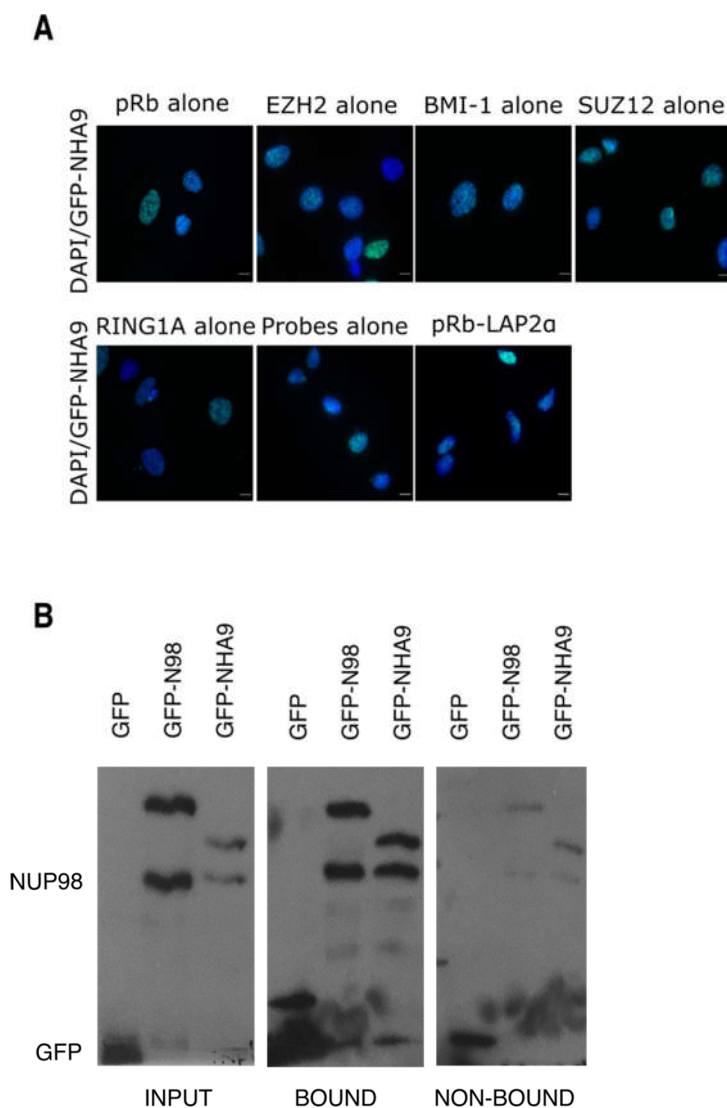 A
pRb alone EZH2 alone BMI-1 alone SUZ12 alone
DAPI/GFP-NHA9
RING1A alone Probes alone pRb-LAP2α
DAPI/GFP-NHA9
B
GFP GFP-N98 GFP-NHA9 GFP GFP-N98 GFP-NHA9 GFP GFP-N98 GFP-NHA9
NUP98
GFP
INPUT BOUND NON-BOUND